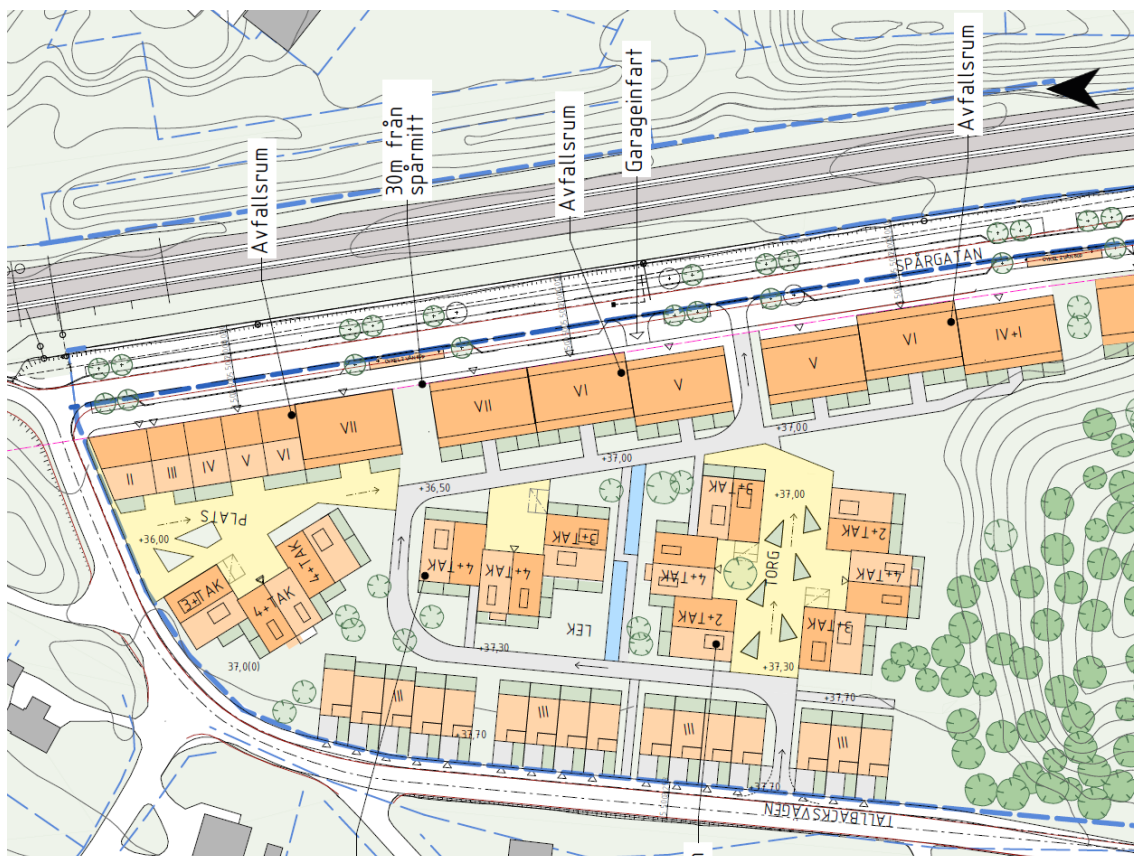 Avfallsrum
30m från
spårmitt
Avfallsrum
Garageinfart
Avfallsrum
SPÅRGATAN
I+VI
VI
V
V
VI
VII
VII
VI
V
IV
III
II
+37,00
+37,00
+36,50
+37,00
PLATS
+36,00
3+TAK
4+TAK
4+TAK
4+TAK
4+TAK
3+TAK
3+TAK
2+TAK
4+TAK
4+TAK
TORG
2+TAK
3+TAK
LEK
+37,30
+37,30
37,0(0)
+37,70
III
III
III
III
+37,70
+37,70
TALLBACKSVÄGEN